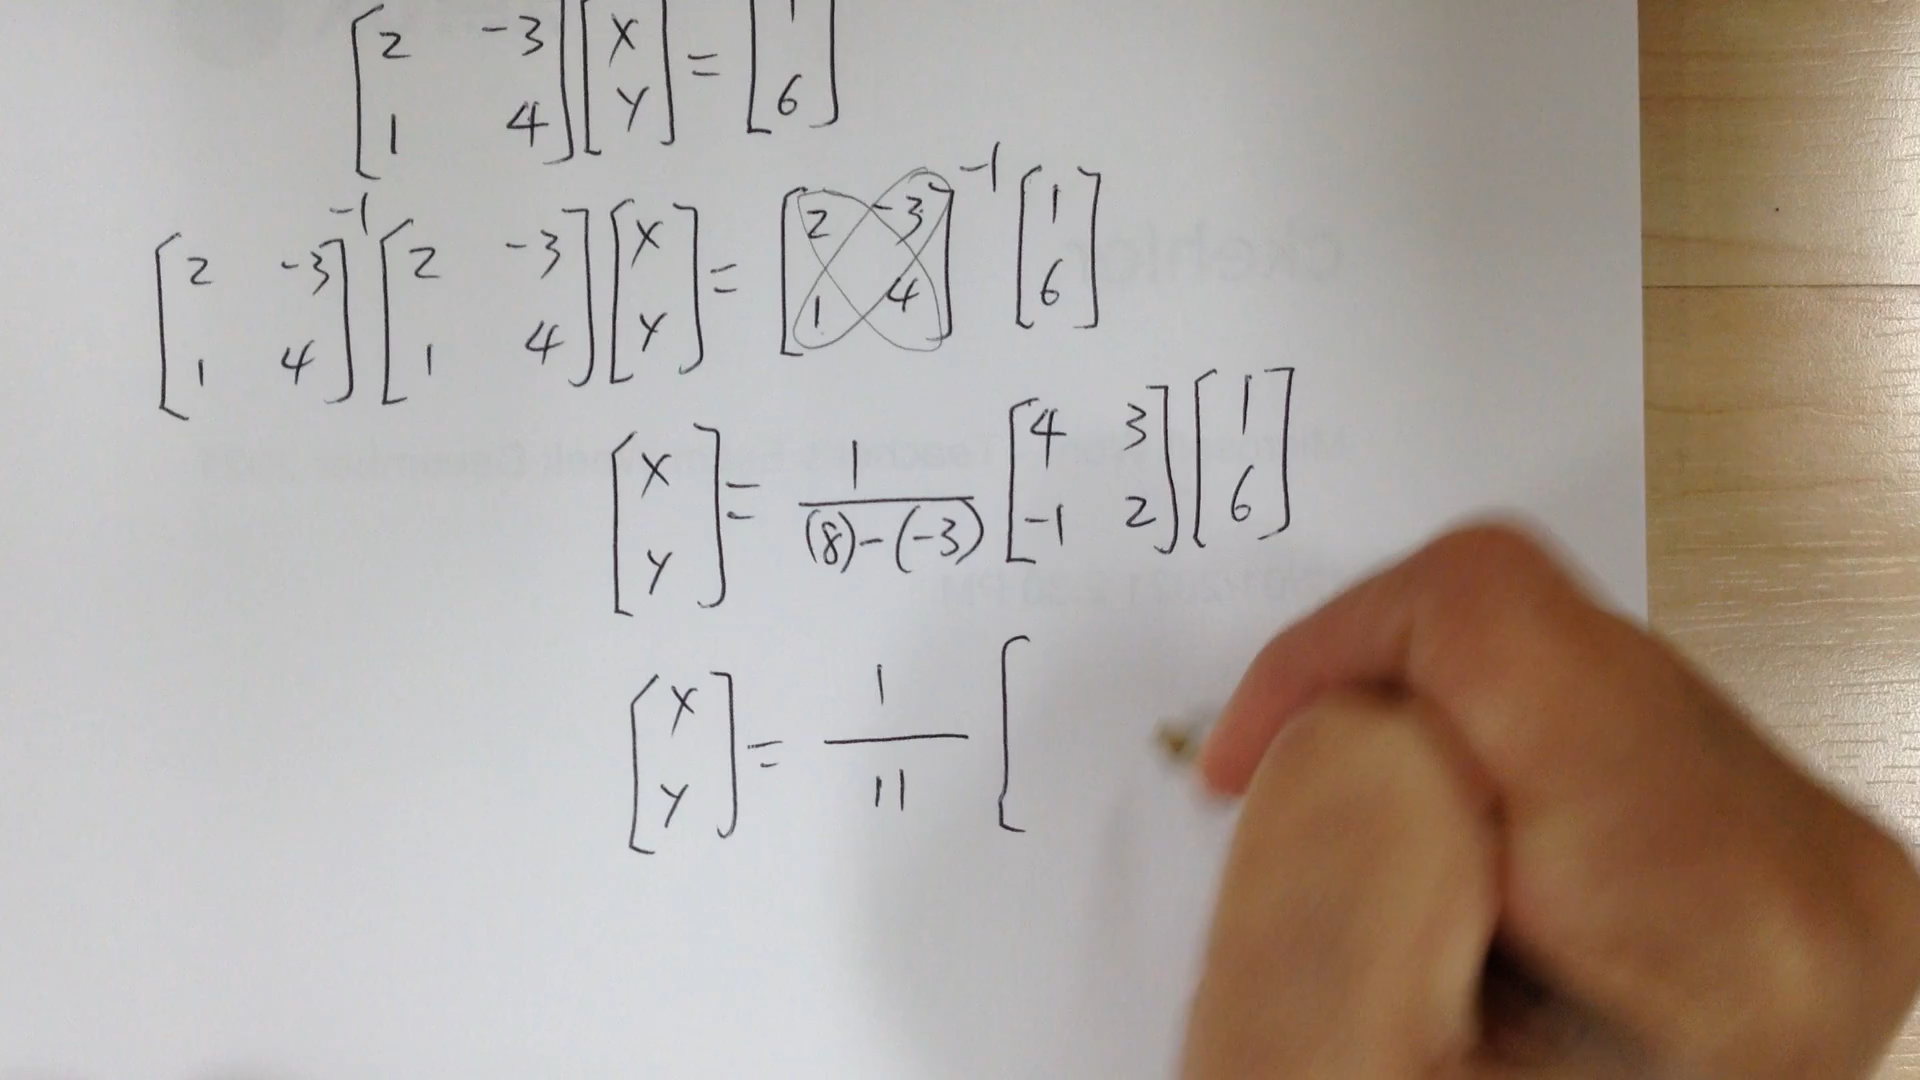 [2 -3 1 4][x y] = [1 6]
[2 -3 1 4]^-1 [2 -3 1 4][x y] = [2 -3 1 4]^-1 [1 6]
[x y] = 1/((8)-(-3)) [4 3 -1 2][1 6]
[x y] = 1/11 [